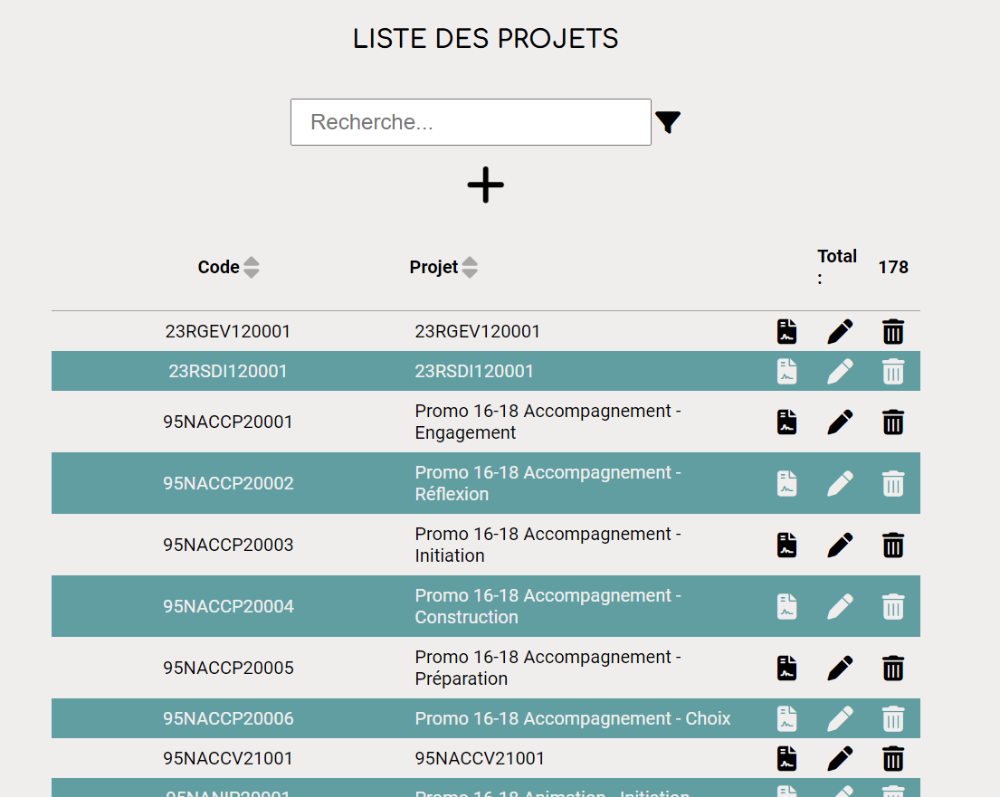 LISTE DES PROJETS
Recherche...
Code Projet Total : 178
23RGEV120001 23RGEV120001
23RSDI120001 23RSDI120001
95NACCP20001 Promo 16-18 Accompagnement -
Engagement
95NACCP20002 Promo 16-18 Accompagnement -
Réflexion
95NACCP20003 Promo 16-18 Accompagnement -
Initiation
95NACCP20004 Promo 16-18 Accompagnement -
Construction
95NACCP20005 Promo 16-18 Accompagnement -
Préparation
95NACCP20006 Promo 16-18 Accompagnement - Choix
95NACCV21001 95NACCV21001
Promo 16-18 Animation - Initiation